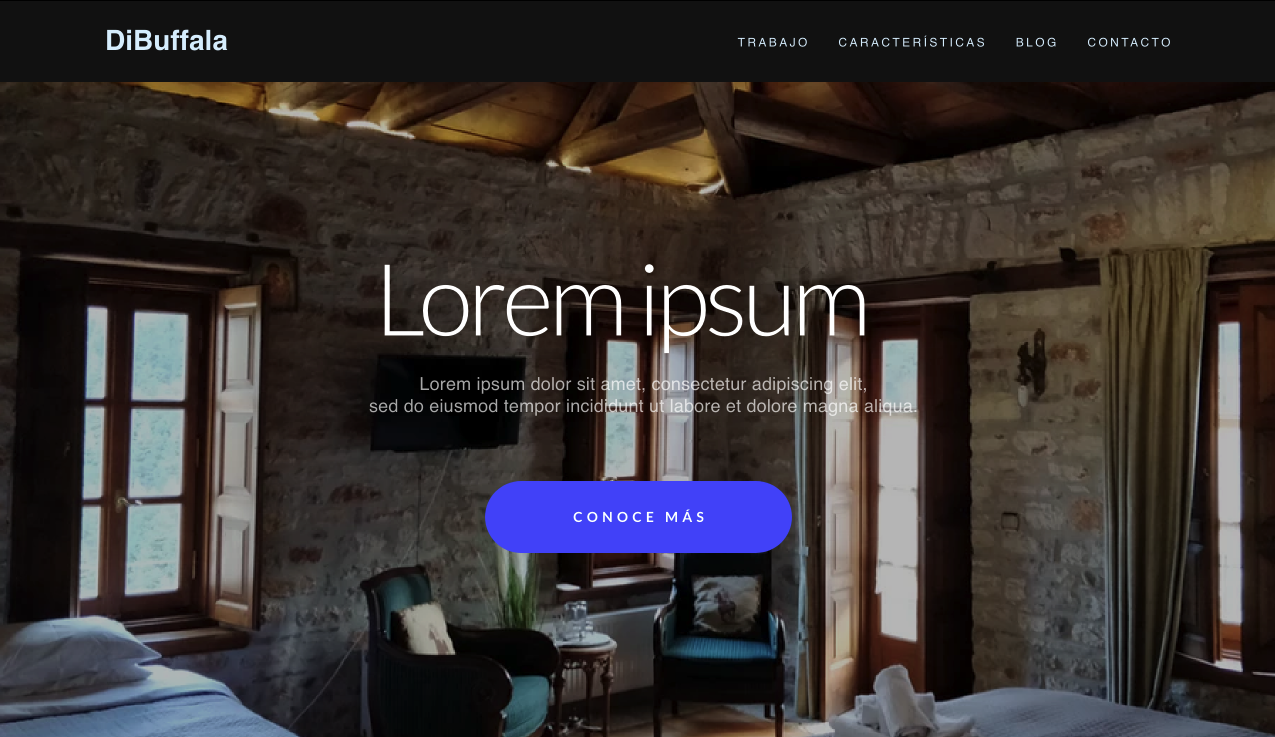 DiBuffala
TRABAJO CARACTERÍSTICAS BLOG CONTACTO
Lorem ipsum
Lorem ipsum dolor sit amet, consectetur adipiscing elit,
sed do eiusmod tempor incididunt ut labore et dolore magna aliqua.
CONOCE MÁS